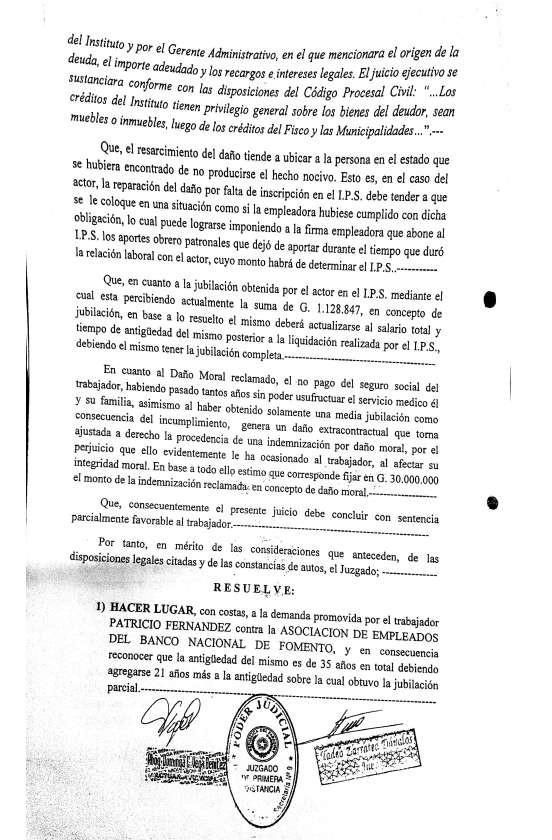 del Instituto y por el Gerente Administrativo, en el que mencionara el origen de la
deuda, el importe adeudado y los recargos e intereses legales. El juicio ejecutivo se
sustanciara conforme con las disposiciones del Código Procesal Civil: “...Los
créditos del Instituto tienen privilegio general sobre los bienes del deudor, sean
muebles o inmuebles, luego de los créditos del Fisco y las Municipalidades...”.---
Que, el resarcimiento del daño tiende a ubicar a la persona en el estado que
se hubiera encontrado de no producirse el hecho nocivo. Esto es, en el caso del
actor, la reparación del daño por falta de inscripción en el I.P.S. debe tender a que
se le coloque en una situación como si la empleadora hubiese cumplido con dicha
obligación, lo cual puede lograrse imponiendo a la firma empleadora que abone al
I.P.S. los aportes obrero patronales que dejó de aportar durante el tiempo que duró
la relación laboral con el actor, cuyo monto habrá de determinar el I.P.S..-----------
Que, en cuanto a la jubilación obtenida por el actor en el I.P.S. mediante el
cual esta percibiendo actualmente la suma de G. 1.128.847, en concepto de
jubilación, en base a lo resuelto el mismo deberá actualizarse al salario total y
tiempo de antigüedad del mismo posterior a la liquidación realizada por el I.P.S.,
debiendo el mismo tener la jubilación completa.----------------------------------------
En cuanto al Daño Moral reclamado, el no pago del seguro social del
trabajador, habiendo pasado tantos años sin poder usufructuar el servicio medico él
y su familia, asimismo al haber obtenido solamente una media jubilación como
consecuencia del incumplimiento, genera un daño extracontractual que torna
ajustada a derecho la procedencia de una indemnización por daño moral, por el
perjuicio que ello evidentemente le ha ocasionado al trabajador, al afectar su
integridad moral. En base a todo ello estimo que corresponde fijar en G. 30.000.000
el monto de la indemnización reclamada en concepto de daño moral.------------------
Que, consecuentemente el presente juicio debe concluir con sentencia
parcialmente favorable al trabajador.----------------------------------------------------
Por tanto, en mérito de las consideraciones que anteceden, de las
disposiciones legales citadas y de las constancias de autos, el Juzgado; ---------------
RESUELVE:
1) HACER LUGAR, con costas, a la demanda promovida por el trabajador
PATRICIO FERNANDEZ contra la ASOCIACION DE EMPLEADOS
DEL BANCO NACIONAL DE FOMENTO, y en consecuencia
reconocer que la antigüedad del mismo es de 35 años en total debiendo
agregarse 21 años más a la antigüedad sobre la cual obtuvo la jubilación
parcial.------------------------------------------------------------------------
PODER JUDICIAL
JUZGADO
DE PRIMERA
INSTANCIA
Secretaría Nº
Abog. Domingo E. Vega Benitez
Tadeo Zarratea